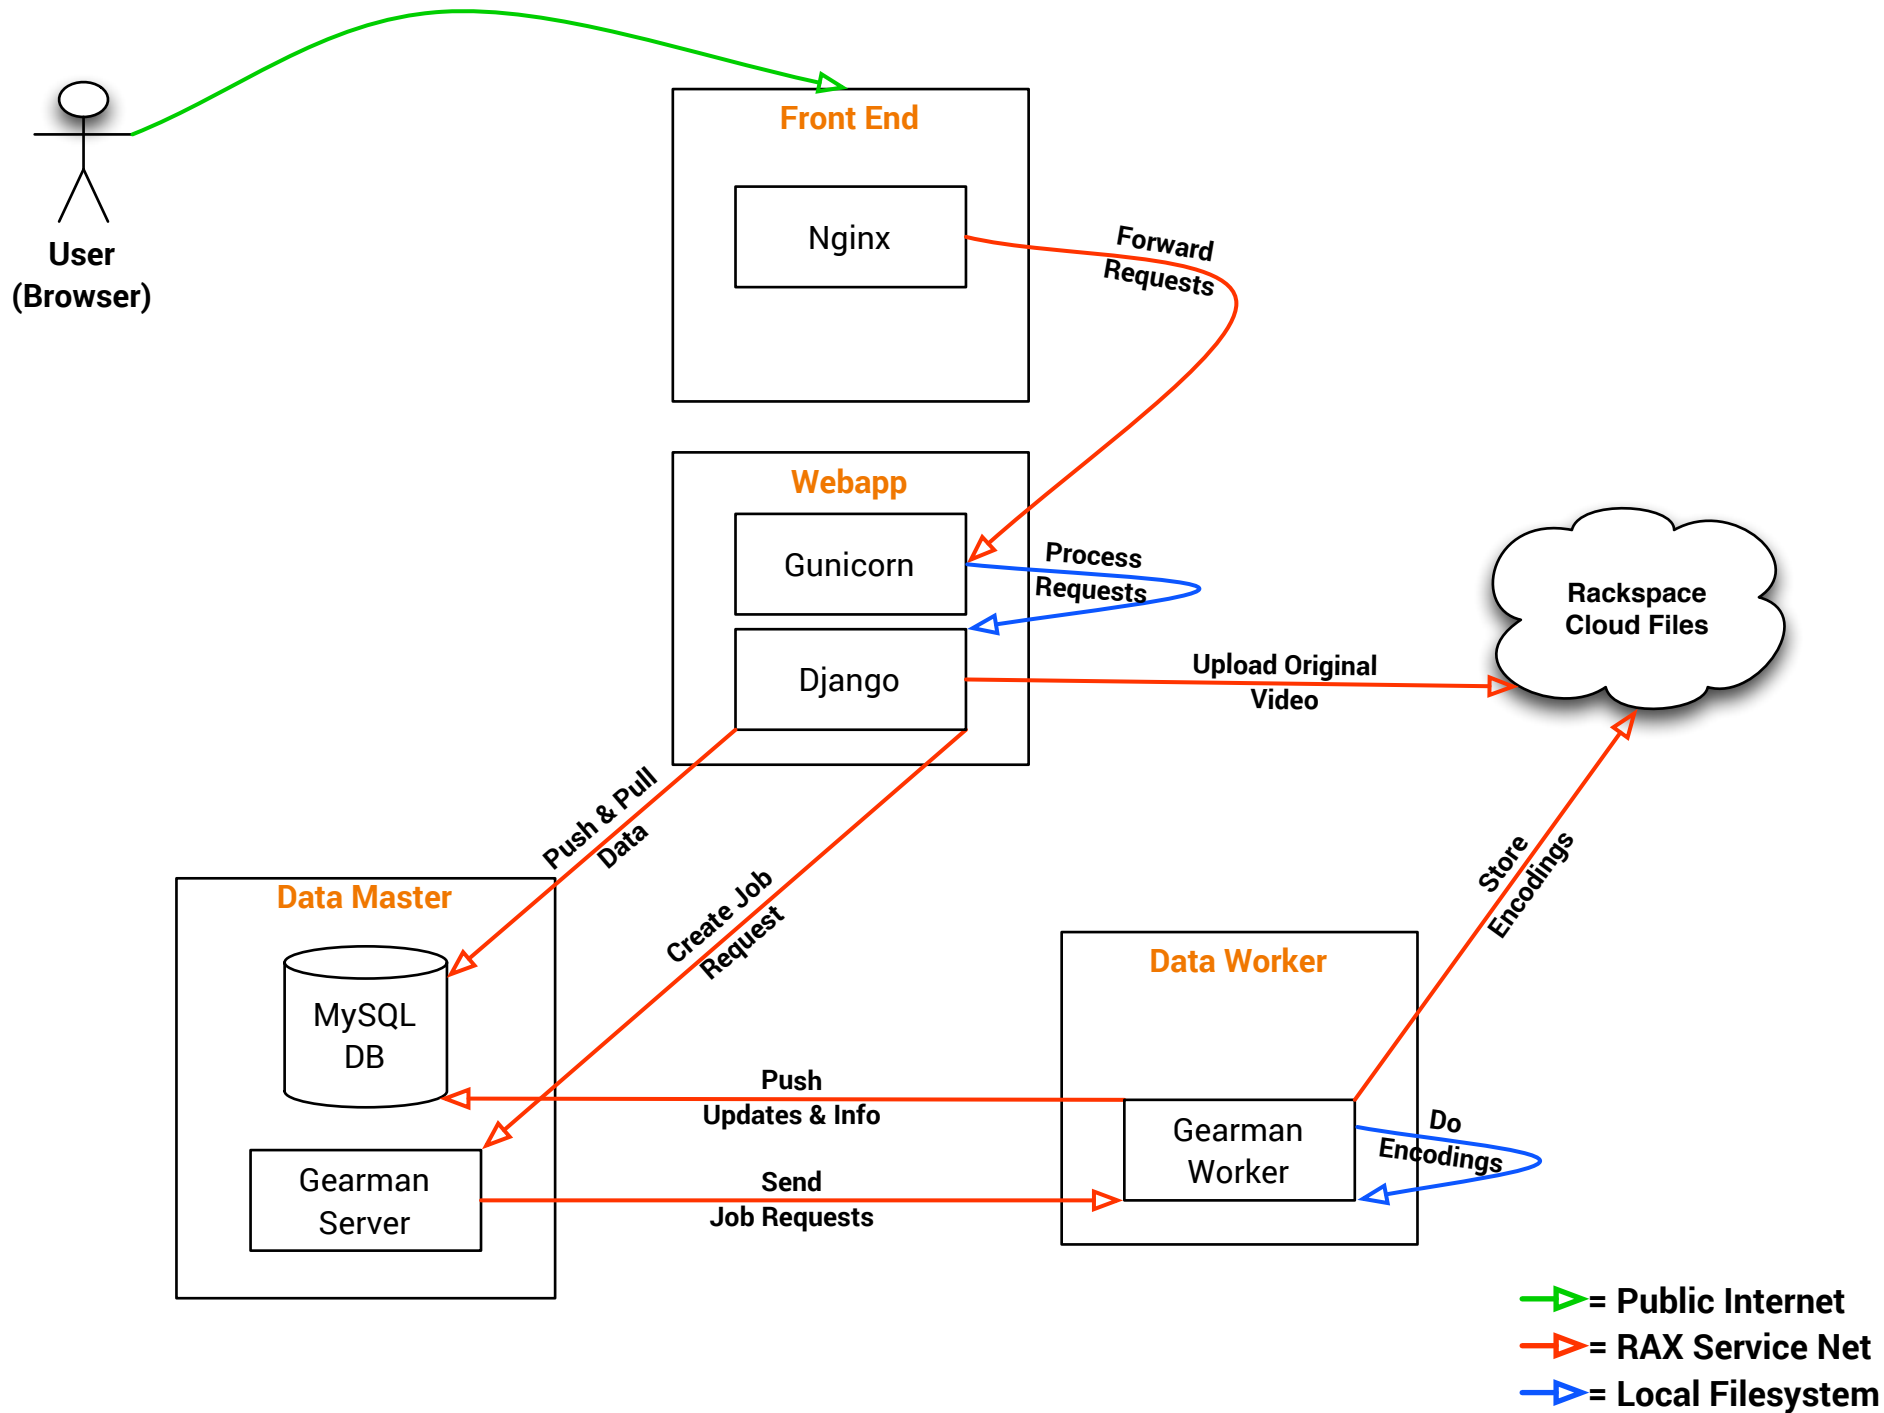 User
(Browser)
Front End
Nginx
Forward
Requests
Webapp
Gunicorn
Process
Requests
Django
Upload Original
Video
Rackspace
Cloud Files
Push & Pull
Data
Create Job
Request
Store
Encodings
Data Master
MySQL
DB
Data Worker
Push
Updates & Info
Gearman
Worker
Do
Encodings
Gearman
Server
Send
Job Requests
= Public Internet
= RAX Service Net
= Local Filesystem